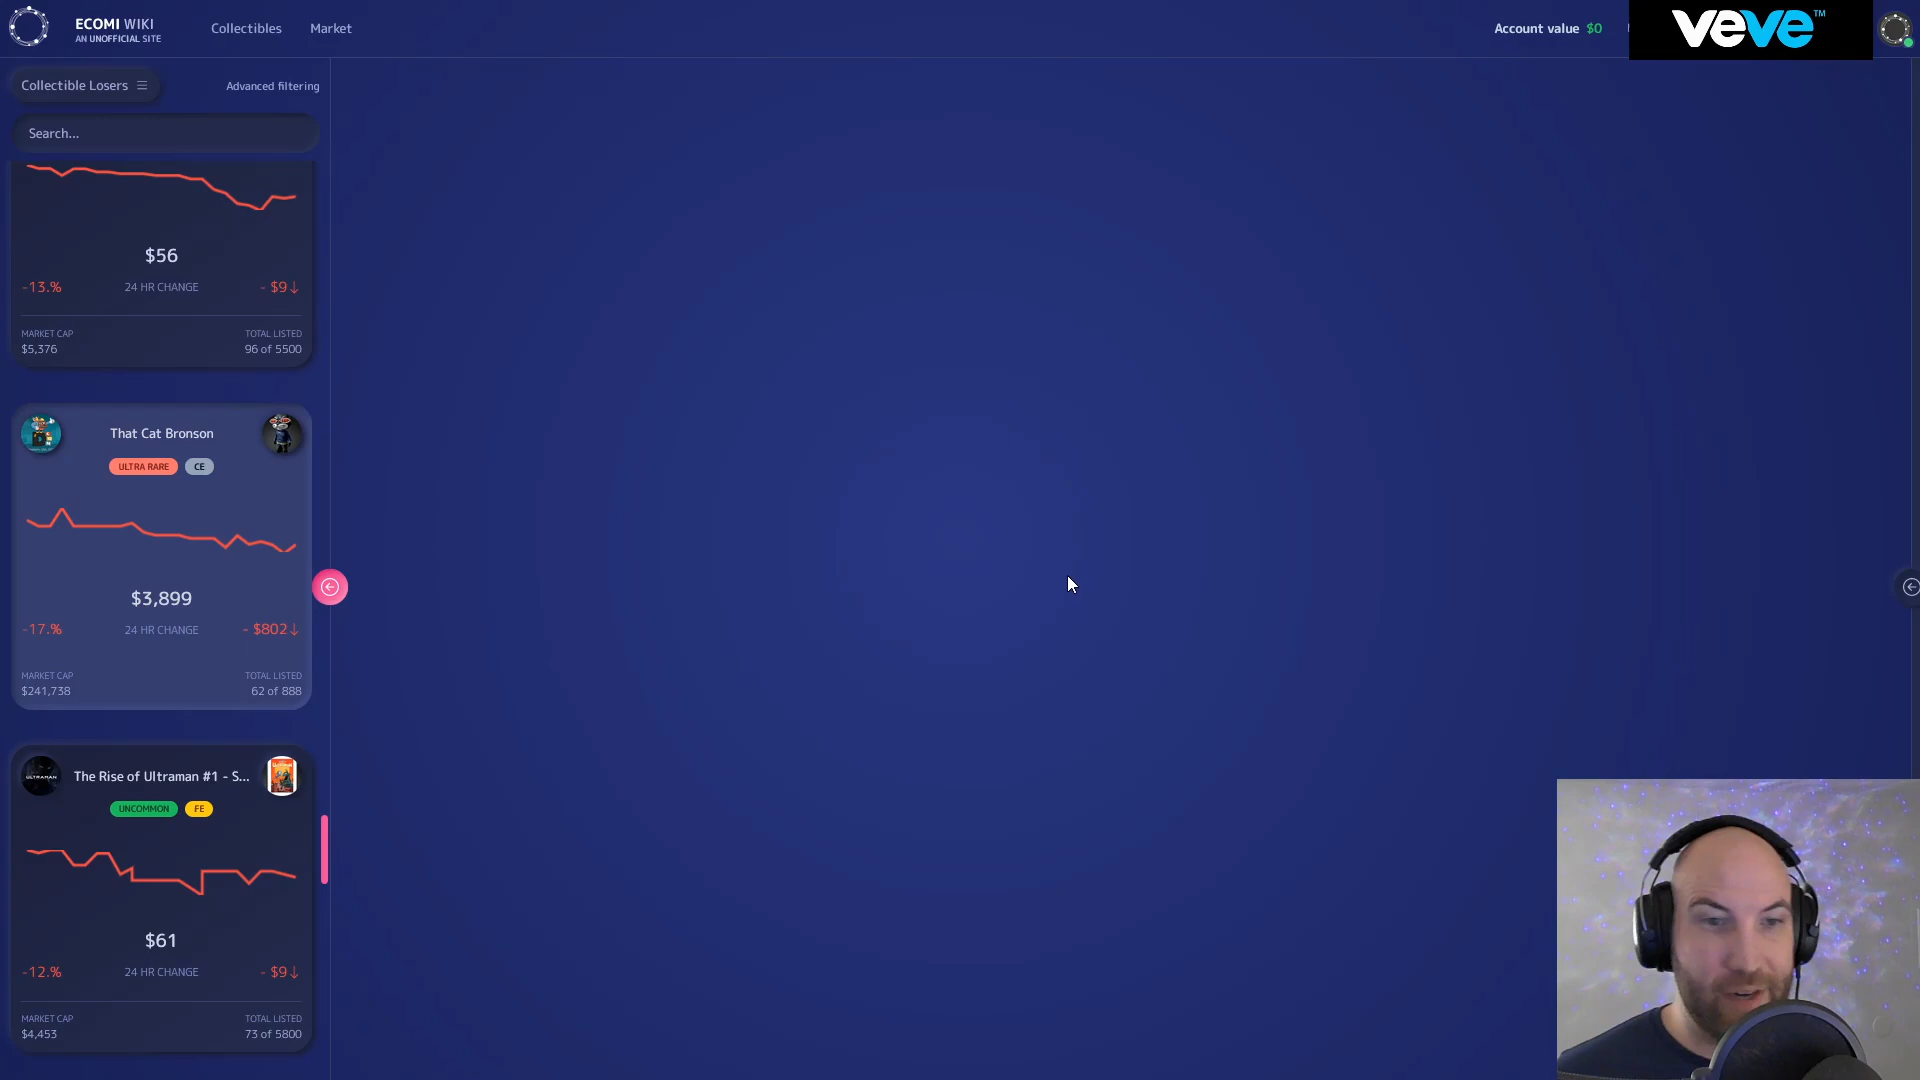 ECOMI WIKI
AN UNOFFICIAL SITE
Collectibles
Market
Account value $0
veve™
Collectible Losers
Advanced filtering
Search...
$56
-13.%
24 HR CHANGE
- $9↓
MARKET CAP
TOTAL LISTED
$5,376
96 of 5500
That Cat Bronson
ULTRA RARE
CE
$3,899
-17.%
24 HR CHANGE
- $802↓
MARKET CAP
TOTAL LISTED
$241,738
62 of 888
ULTRAMAN
The Rise of Ultraman #1 - S...
UNCOMMON
FE
$61
-12.%
24 HR CHANGE
- $9↓
MARKET CAP
TOTAL LISTED
$4,453
73 of 5800